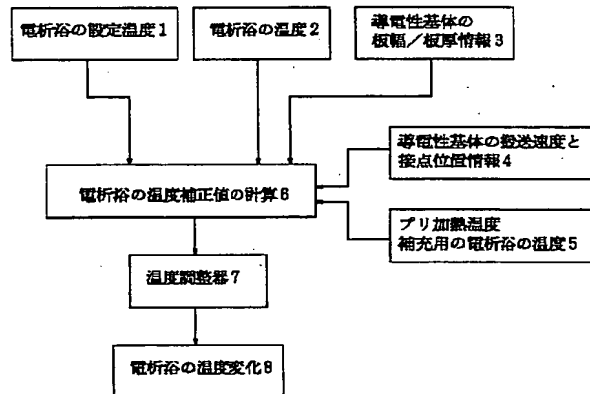 電析浴の設定温度1
電析浴の温度2
導電性基体の
板幅／板厚情報3
導電性基体の搬送速度と
接点位置情報4
電析浴の温度補正値の計算6
プリ加熱温度
補充用の電析浴の温度5
温度調整器7
電析浴の温度変化8